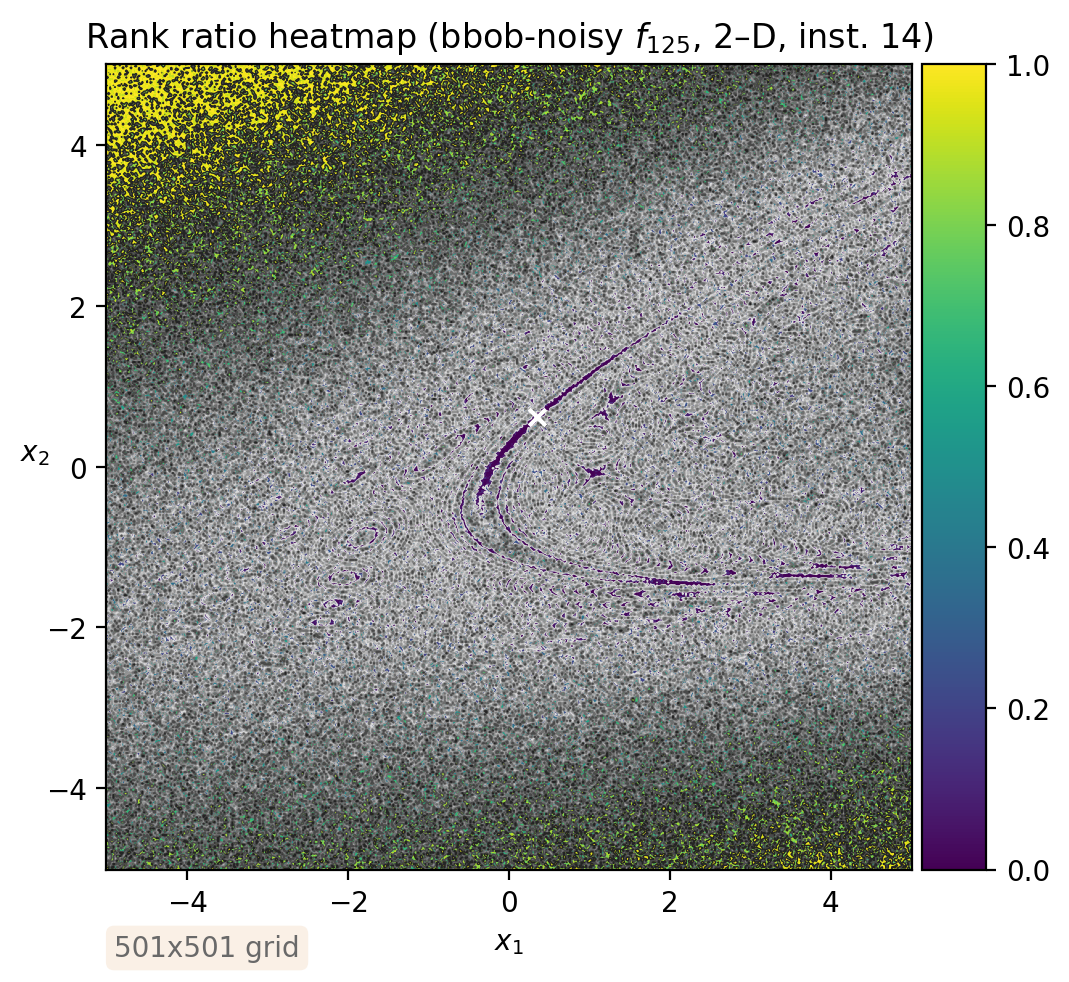 Rank ratio heatmap (bbob-noisy f₁₂₅, 2–D, inst. 14)
1.0
0.8
0.6
0.4
0.2
0.0
4
2
0
−2
−4
x₂
−4 −2 0 2 4
x₁
501x501 grid